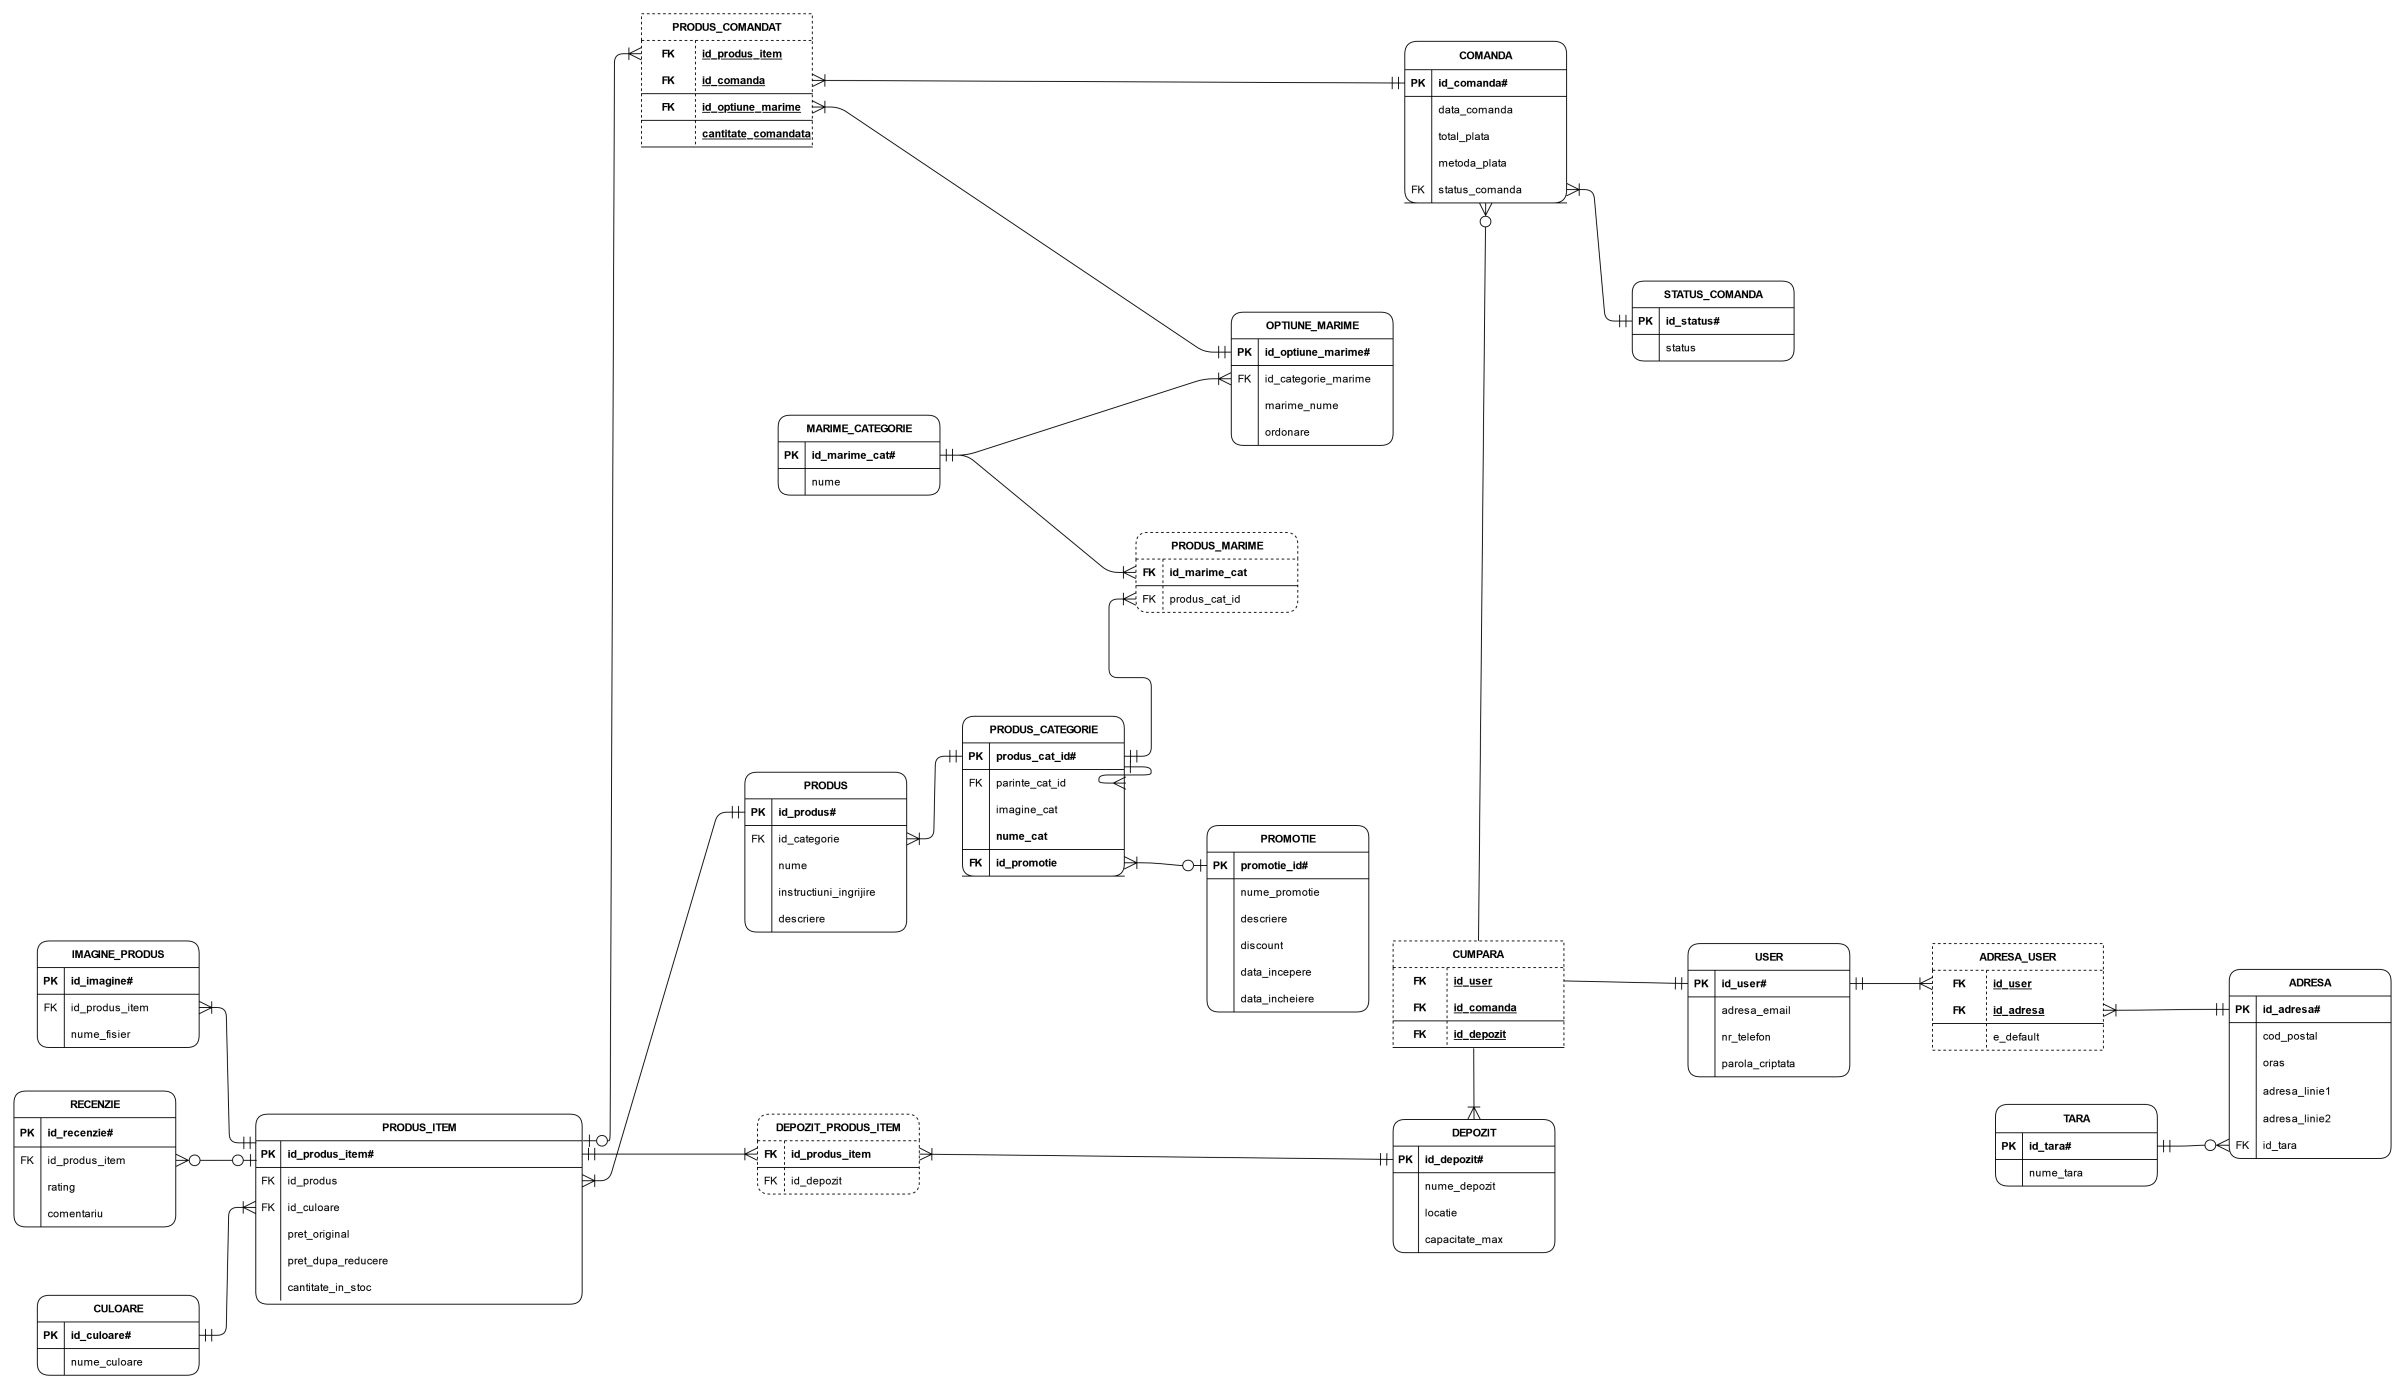 PRODUS_COMANDAT
FK id_produs_item
FK id_comanda
FK id_optiune_marime
cantitate_comandata
COMANDA
PK id_comanda#
data_comanda
total_plata
metoda_plata
FK status_comanda
STATUS_COMANDA
PK id_status#
status
OPTIUNE_MARIME
PK id_optiune_marime#
FK id_categorie_marime
marime_nume
ordonare
MARIME_CATEGORIE
PK id_marime_cat#
nume
PRODUS_MARIME
FK id_marime_cat
FK produs_cat_id
PRODUS_CATEGORIE
PK produs_cat_id#
FK parinte_cat_id
imagine_cat
nume_cat
FK id_promotie
PRODUS
PK id_produs#
FK id_categorie
nume
instructiuni_ingrijire
descriere
PROMOTIE
PK promotie_id#
nume_promotie
descriere
discount
data_incepere
data_incheiere
IMAGINE_PRODUS
PK id_imagine#
FK id_produs_item
nume_fisier
CUMPARA
FK id_user
FK id_comanda
FK id_depozit
USER
PK id_user#
adresa_email
nr_telefon
parola_criptata
ADRESA_USER
FK id_user
FK id_adresa
e_default
ADRESA
PK id_adresa#
cod_postal
oras
adresa_linie1
adresa_linie2
FK id_tara
TARA
PK id_tara#
nume_tara
RECENZIE
PK id_recenzie#
FK id_produs_item
rating
comentariu
PRODUS_ITEM
PK id_produs_item#
FK id_produs
FK id_culoare
pret_original
pret_dupa_reducere
cantitate_in_stoc
DEPOZIT_PRODUS_ITEM
FK id_produs_item
FK id_depozit
DEPOZIT
PK id_depozit#
nume_depozit
locatie
capacitate_max
CULOARE
PK id_culoare#
nume_culoare